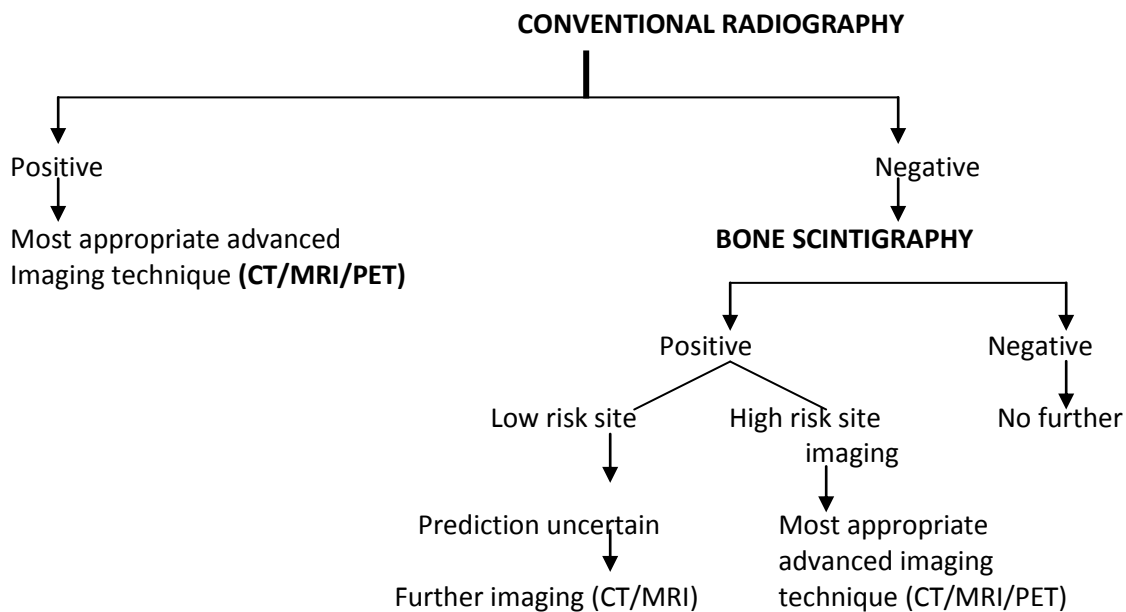 CONVENTIONAL RADIOGRAPHY
Positive
Negative
Most appropriate advanced
Imaging technique (CT/MRI/PET)
BONE SCINTIGRAPHY
Positive
Negative
Low risk site
High risk site
imaging
No further
Prediction uncertain
Further imaging (CT/MRI)
Most appropriate
advanced imaging
technique (CT/MRI/PET)